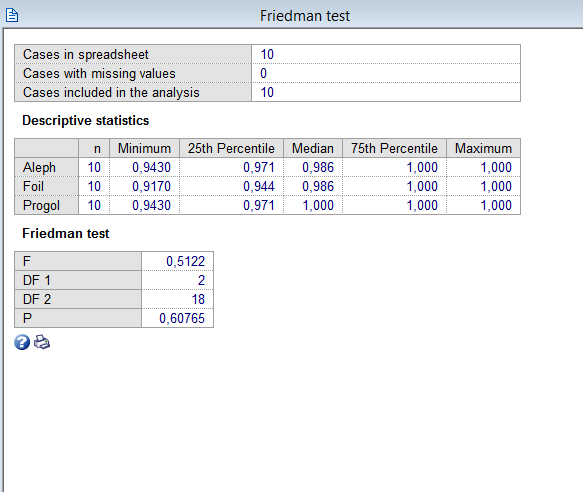 Friedman test
Cases in spreadsheet 10
Cases with missing values 0
Cases included in the analysis 10
Descriptive statistics
n Minimum 25th Percentile Median 75th Percentile Maximum
Aleph 10 0,9430 0,971 0,986 1,000 1,000
Foil 10 0,9170 0,944 0,986 1,000 1,000
Progol 10 0,9430 0,971 1,000 1,000 1,000
Friedman test
F 0,5122
DF 1 2
DF 2 18
P 0,60765
?